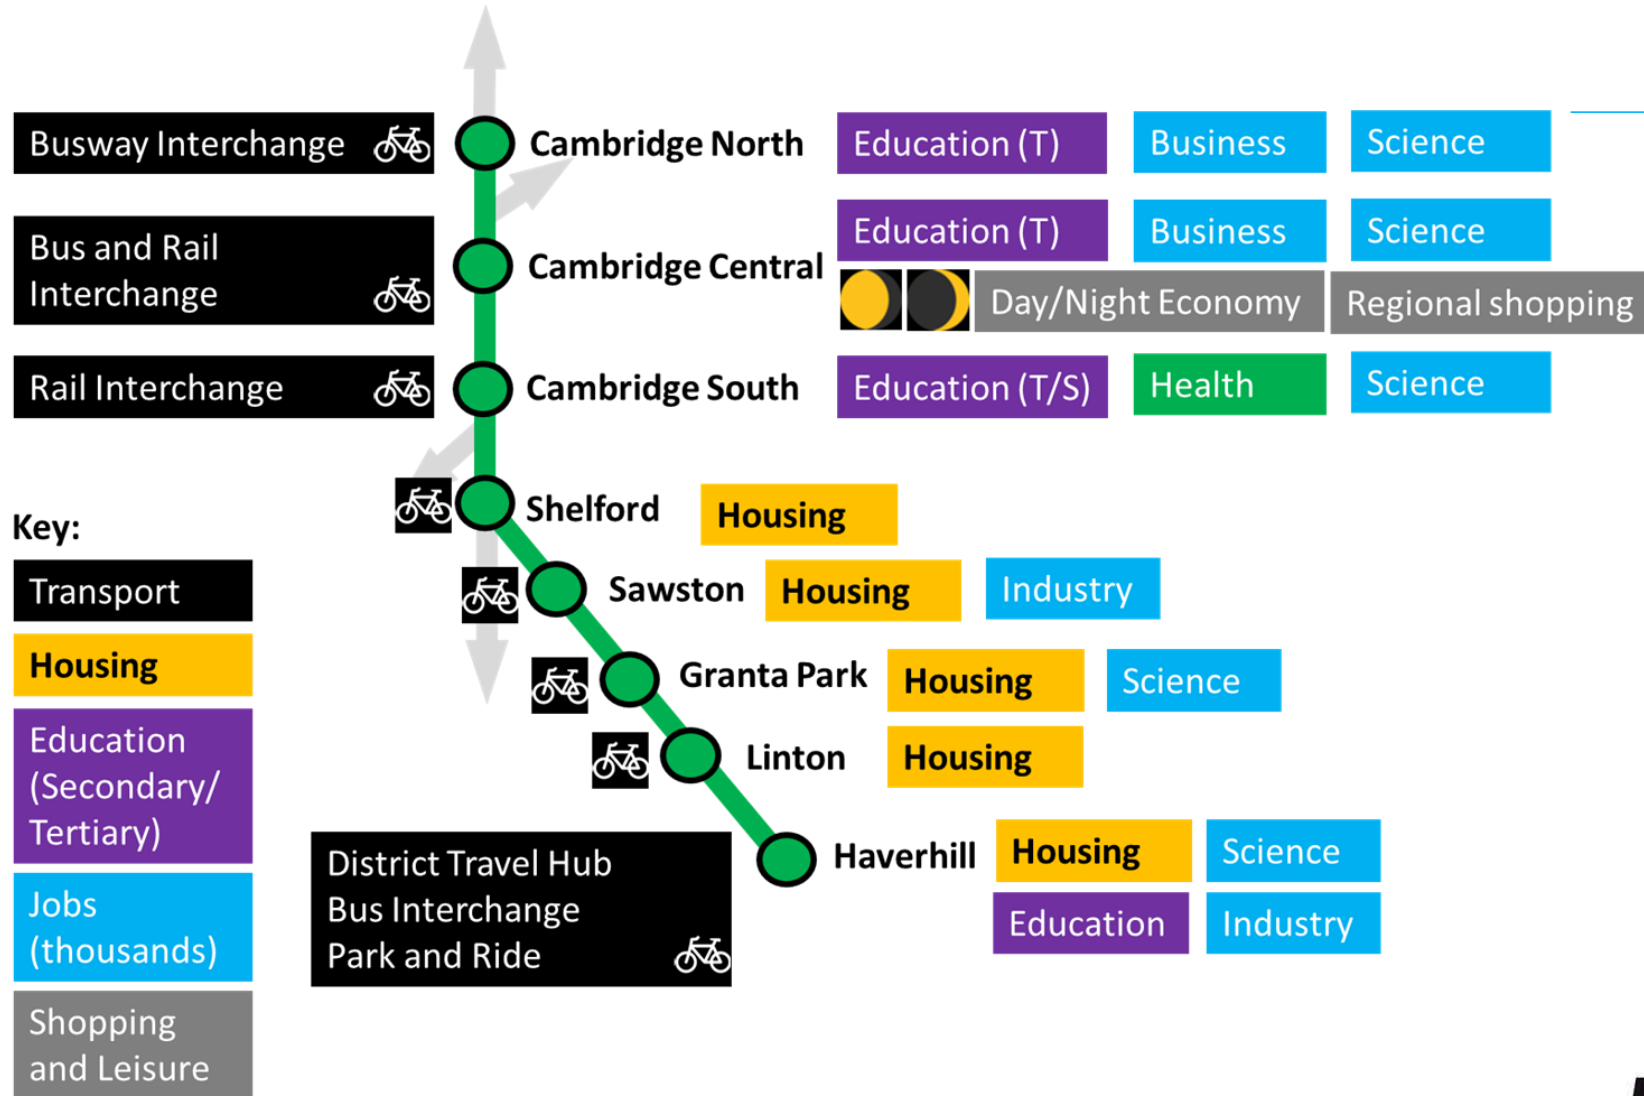 Busway Interchange
Cambridge North
Education (T)
Business
Science
Bus and Rail
Interchange
Cambridge Central
Education (T)
Business
Science
Day/Night Economy
Regional shopping
Rail Interchange
Cambridge South
Education (T/S)
Health
Science
Shelford
Housing
Sawston
Housing
Industry
Granta Park
Housing
Science
Linton
Housing
Haverhill
Housing
Science
Education
Industry
District Travel Hub
Bus Interchange
Park and Ride
Key:
Transport
Housing
Education
(Secondary/
Tertiary)
Jobs
(thousands)
Shopping
and Leisure